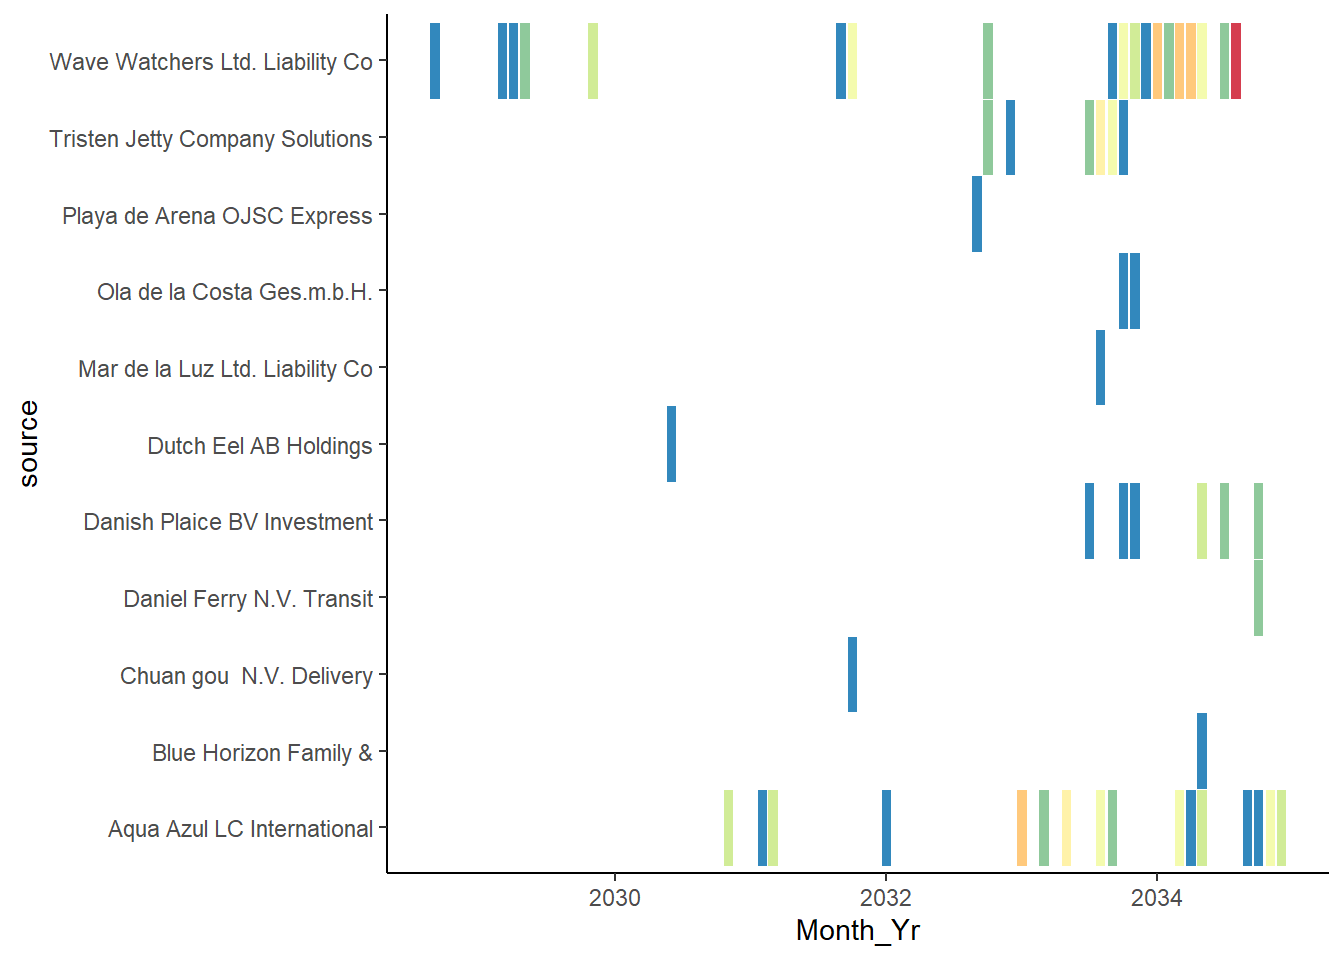 Wave Watchers Ltd. Liability Co
Tristen Jetty Company Solutions
Playa de Arena OJSC Express
Ola de la Costa Ges.m.b.H.
Mar de la Luz Ltd. Liability Co
Dutch Eel AB Holdings
Danish Plaice BV Investment
Daniel Ferry N.V. Transit
Chuan gou  N.V. Delivery
Blue Horizon Family &
Aqua Azul LC International
source
2030 2032 2034
Month_Yr